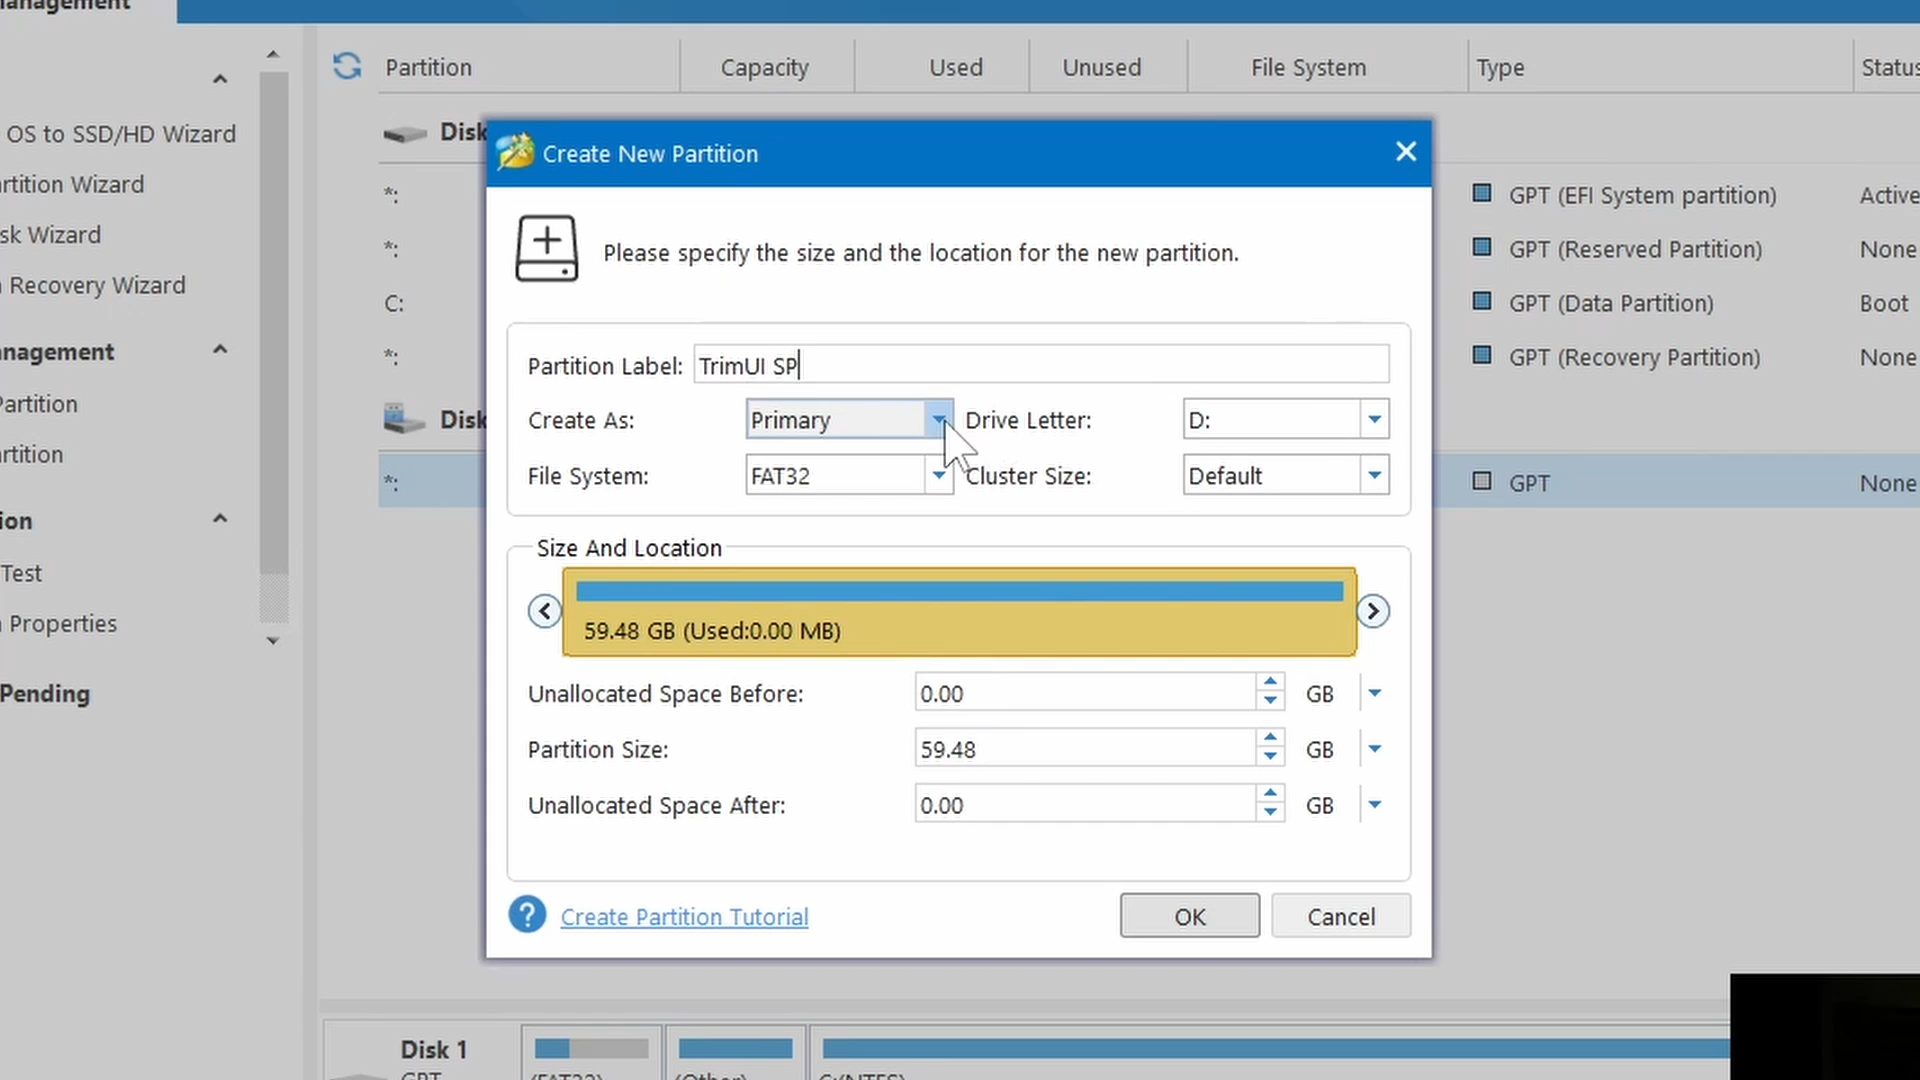 Partition
Capacity
Used
Unused
File System
Type
Status
OS to SSD/HD Wizard
Wizard
Wizard
Recovery Wizard
Partition
Test
Properties
Pending
Disk
*:
*:
C:
*:
Disk
*:
GPT (EFI System partition)
Active
GPT (Reserved Partition)
None
GPT (Data Partition)
Boot
GPT (Recovery Partition)
None
GPT
None
Create New Partition
Please specify the size and the location for the new partition.
Partition Label: TrimUI SP
Create As: Primary
Drive Letter: D:
File System: FAT32
Cluster Size: Default
Size And Location
59.48 GB (Used:0.00 MB)
Unallocated Space Before: 0.00 GB
Partition Size: 59.48 GB
Unallocated Space After: 0.00 GB
Create Partition Tutorial
OK
Cancel
Disk 1